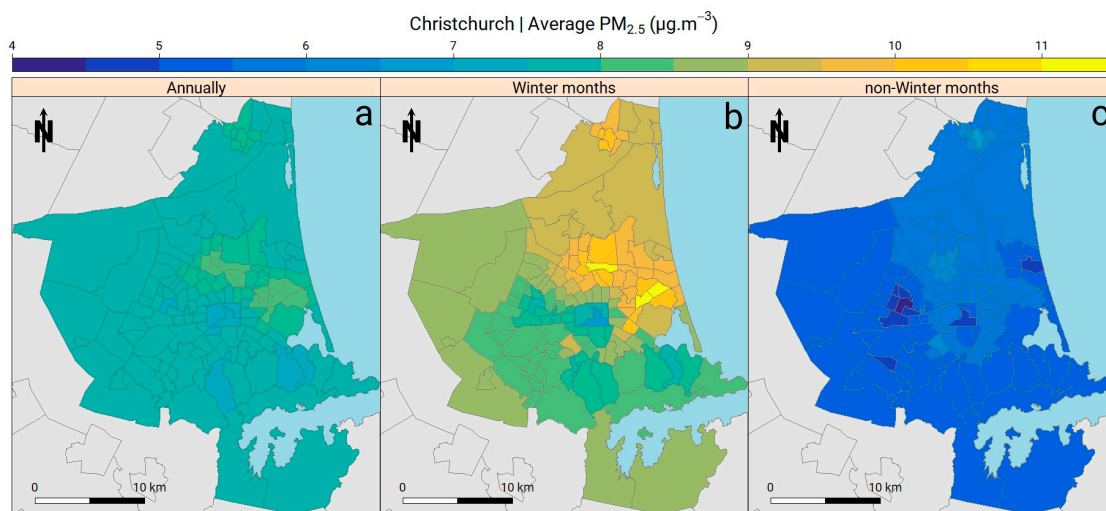 Christchurch | Average PM2.5 (µg.m−3)
4 5 6 7 8 9 10 11
Annually Winter months non-Winter months
N a N b N c
0 10 km 0 10 km 0 10 km